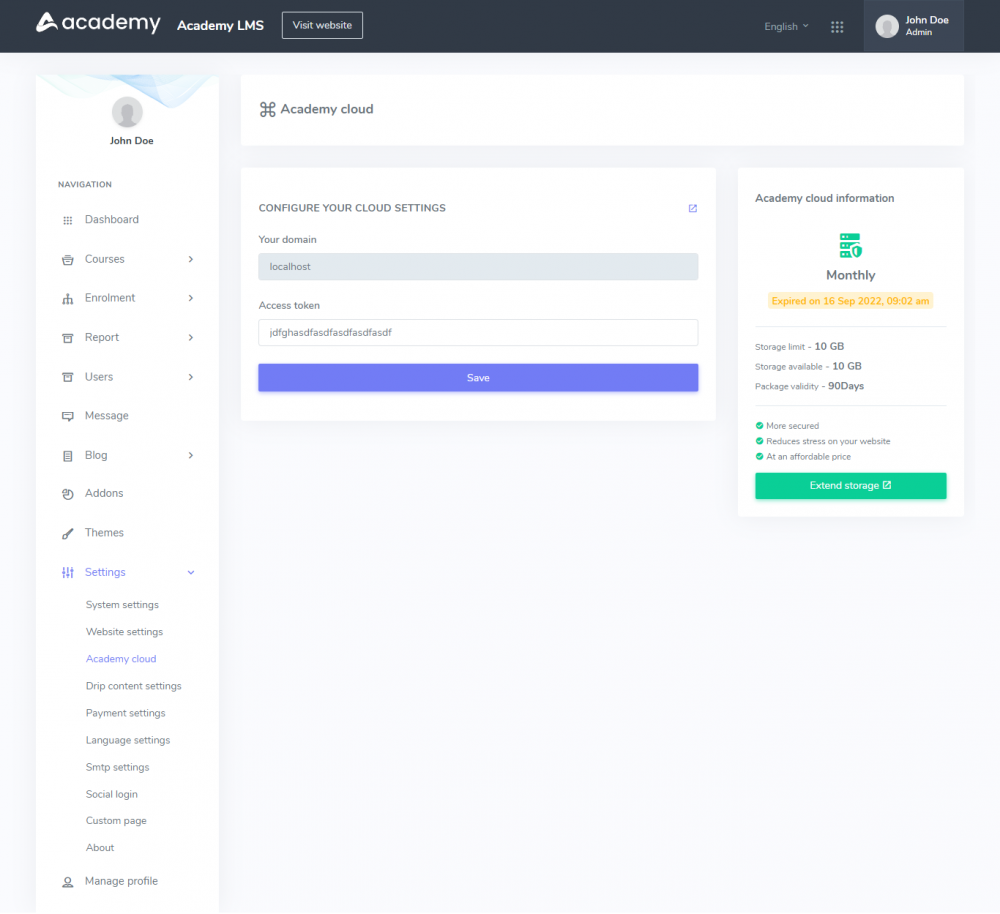 academy
Academy LMS
Visit website
English
John Doe
Admin
John Doe
NAVIGATION
Dashboard
Courses
Enrolment
Report
Users
Message
Blog
Addons
Themes
Settings
System settings
Website settings
Academy cloud
Drip content settings
Payment settings
Language settings
Smtp settings
Social login
Custom page
About
Manage profile
Academy cloud
CONFIGURE YOUR CLOUD SETTINGS
Your domain
localhost
Access token
jdfghasdfasdfasdfasdfasdf
Save
Academy cloud information
Monthly
Expired on 16 Sep 2022, 09:02 am
Storage limit - 10 GB
Storage available - 10 GB
Package validity - 90Days
More secured
Reduces stress on your website
At an affordable price
Extend storage